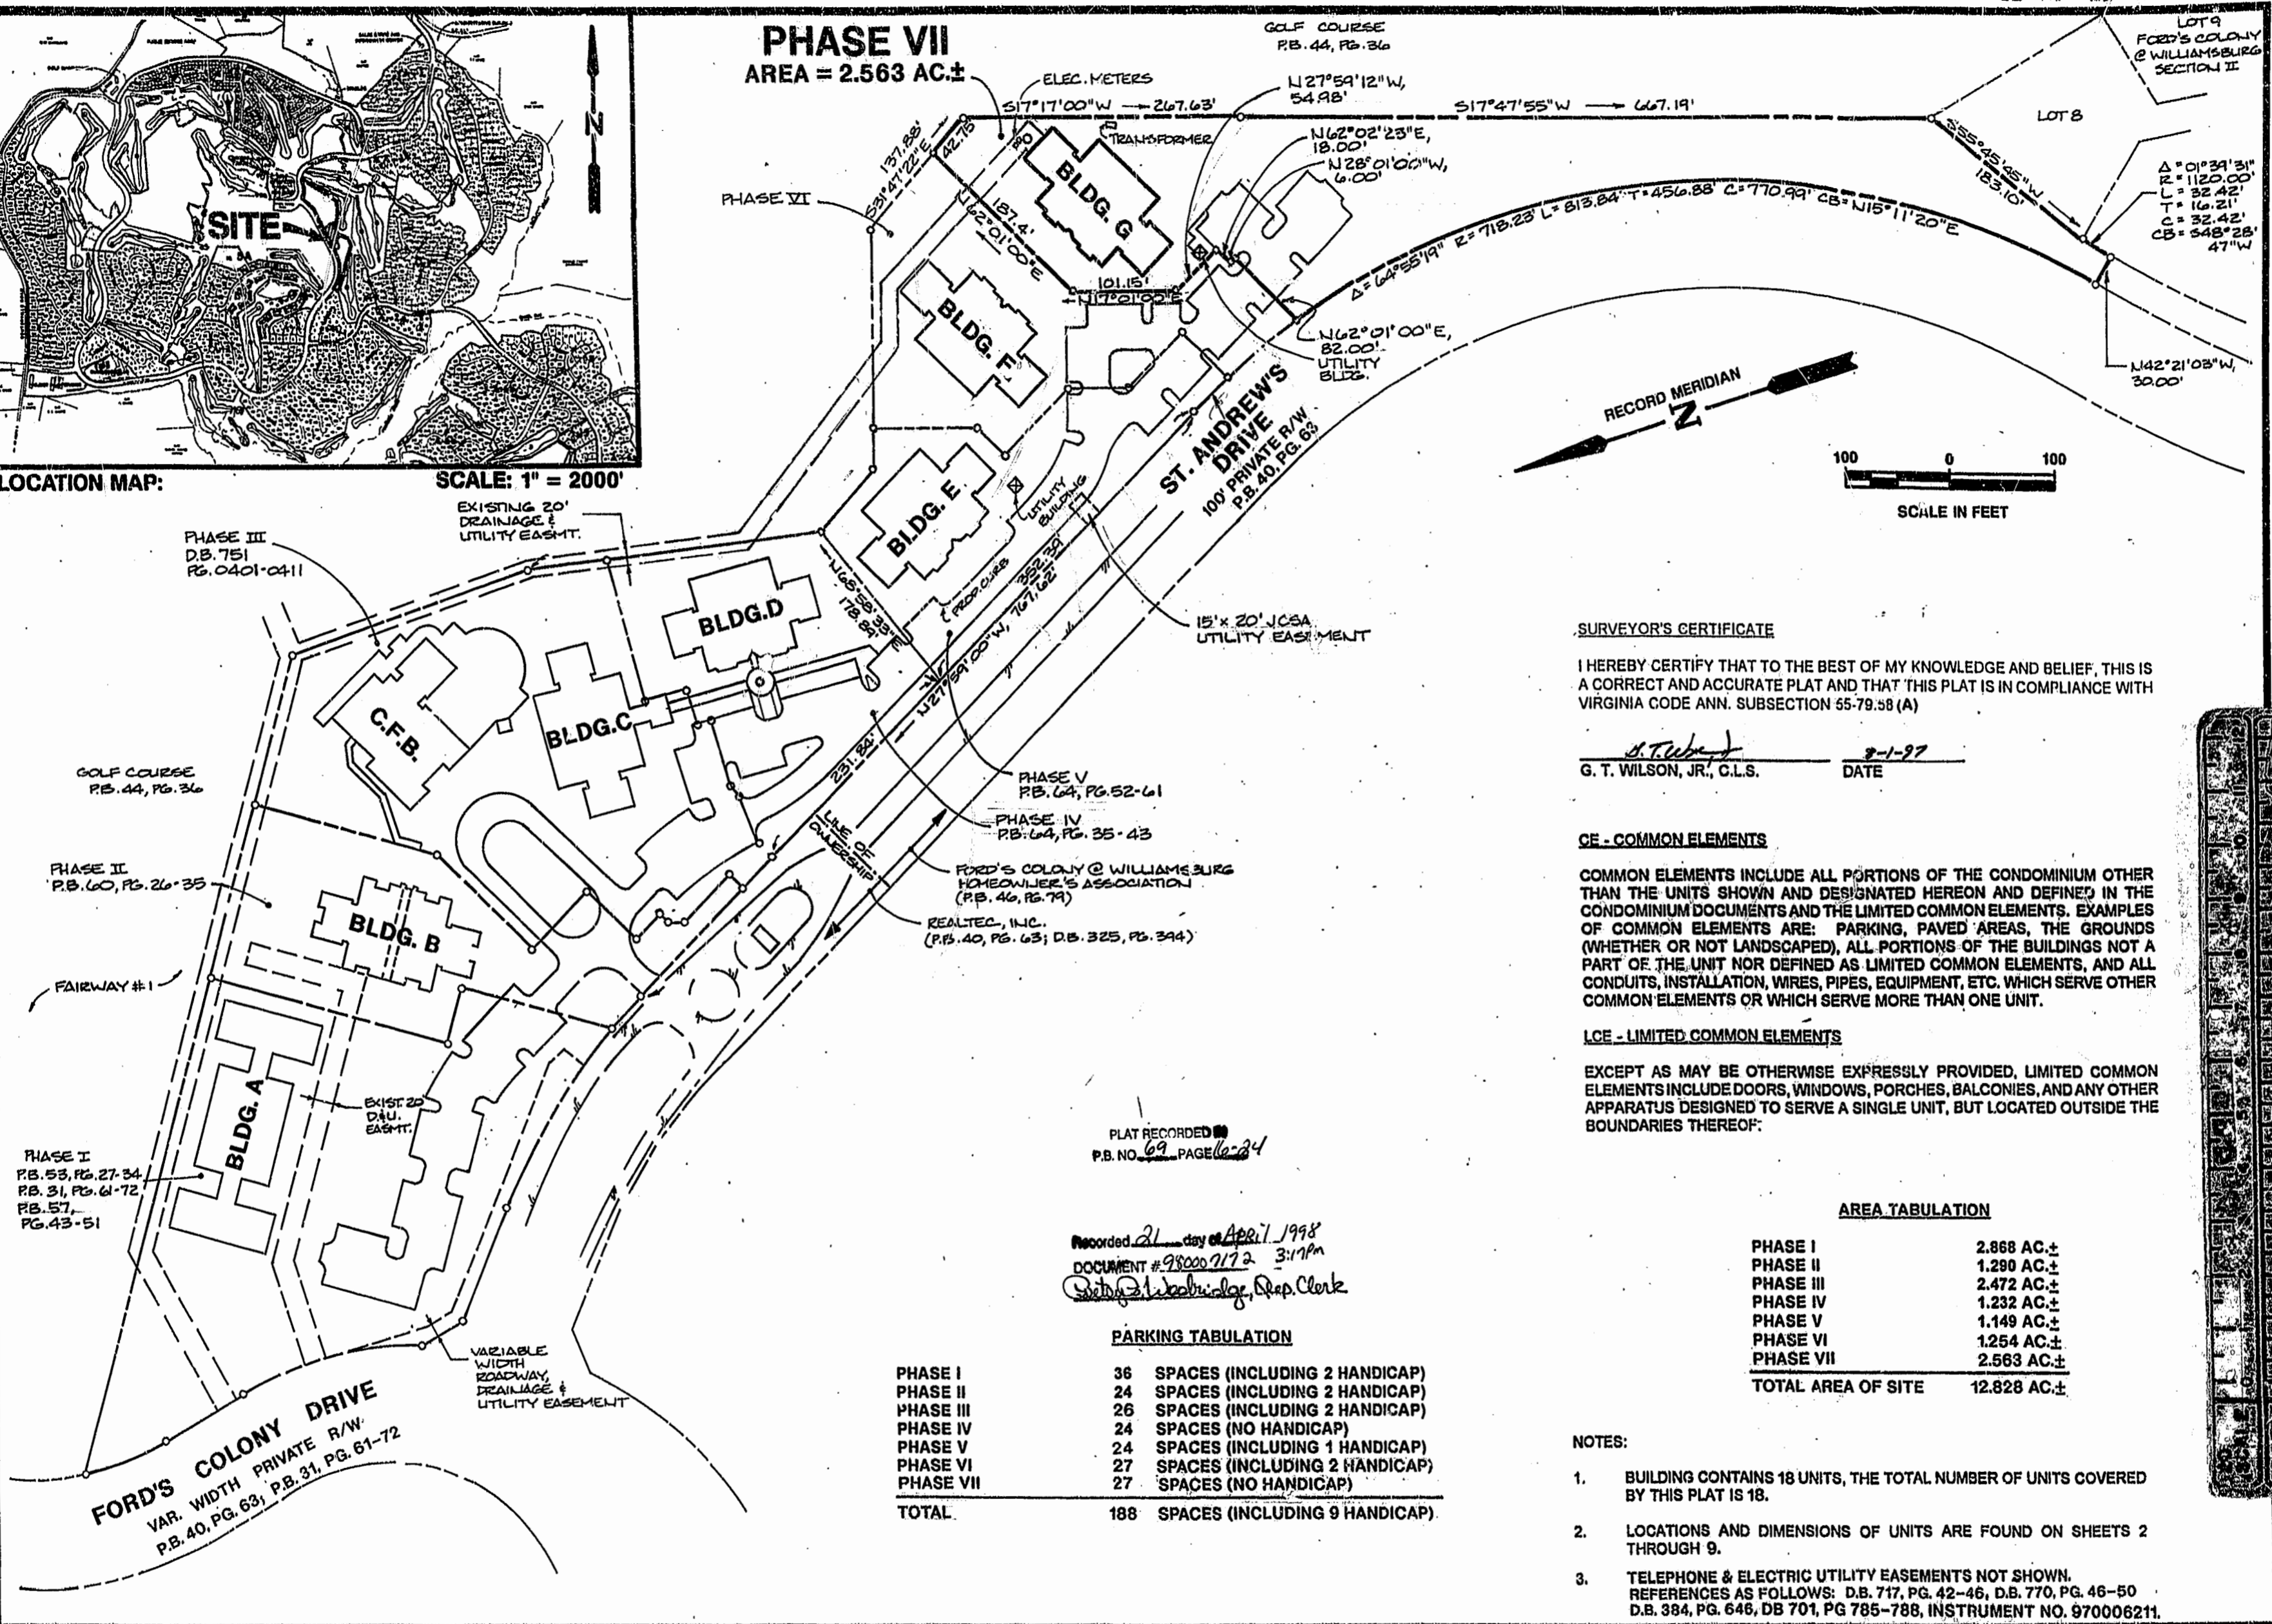 PHASE VII
AREA = 2.563 AC.±
GOLF COURSE
P.B. 44, PG. 36
LOT 9
FORD'S COLONY
@ WILLIAMSBURG
SECTION II
ELEC. METERS
N27°59'12"W,
54.98'
S17°17'00"W → 267.63'
S17°47'55"W → 667.19'
LOT 8
TRANSFORMER
N62°02'23"E,
18.00'
N28°01'00"W,
6.00'
S55°45'45"W
183.10'
Δ = 01°39'31"
R = 1120.00'
L = 32.42'
T = 16.21'
C = 32.42'
CB = S48°28'
47"W
137.88'
S31°47'22"E
42.75'
PHASE VI
187.4'
N62°01'00"E
BLDG. G
101.15'
N17°01'00"E
Δ = 64°55'19" R = 718.23' L = 813.84' T = 456.88' C = 770.99' CB = N15°11'20"E
N62°01'00"E,
82.00'
UTILITY
BLDG.
N42°21'03"W,
30.00'
BLDG. F
SITE
N
LOCATION MAP:
SCALE: 1" = 2000'
ST. ANDREW'S
DRIVE
100' PRIVATE R/W
P.B. 40, PG. 63
RECORD MERIDIAN
N
100 0 100
SCALE IN FEET
EXISTING 20'
DRAINAGE &
UTILITY EASMT.
BLDG. E
UTILITY
BUILDING
PROP. CURB
352.39'
N27°59'00"W, 767.62'
N68°58'33"E
178.84'
15' x 20' JCSA
UTILITY EASEMENT
PHASE III
D.B. 751
PG. 0401-0411
BLDG. D
C.F.B.
BLDG. C
231.84'
GOLF COURSE
P.B. 44, PG. 36
PHASE V
P.B. 64, PG. 52-61
PHASE IV
P.B. 64, PG. 35-43
LINE OF
OWNERSHIP
FORD'S COLONY @ WILLIAMSBURG
HOMEOWNER'S ASSOCIATION
(P.B. 46, PG. 79)
REALTEC, INC.
(P.B. 40, PG. 63; D.B. 325, PG. 394)
PHASE II
P.B. 60, PG. 26-35
BLDG. B
FAIRWAY #1
BLDG. A
EXIST. 20'
D.&U.
EASMT.
PHASE I
P.B. 53, PG. 27-34
P.B. 31, PG. 61-72
P.B. 57,
PG. 43-51
VARIABLE
WIDTH
ROADWAY,
DRAINAGE &
UTILITY EASEMENT
FORD'S COLONY DRIVE
VAR. WIDTH PRIVATE R/W
P.B. 40, PG. 63; P.B. 31, PG. 61-72
PLAT RECORDED
P.B. NO. 69 PAGE 16-24
Recorded 21 day of APRIL 1998
DOCUMENT # 980007172 3:17PM
Betsy B. Woolridge, Dep. Clerk
PARKING TABULATION
PHASE I 36 SPACES (INCLUDING 2 HANDICAP)
PHASE II 24 SPACES (INCLUDING 2 HANDICAP)
PHASE III 26 SPACES (INCLUDING 2 HANDICAP)
PHASE IV 24 SPACES (NO HANDICAP)
PHASE V 24 SPACES (INCLUDING 1 HANDICAP)
PHASE VI 27 SPACES (INCLUDING 2 HANDICAP)
PHASE VII 27 SPACES (NO HANDICAP)
TOTAL 188 SPACES (INCLUDING 9 HANDICAP)
SURVEYOR'S CERTIFICATE
I HEREBY CERTIFY THAT TO THE BEST OF MY KNOWLEDGE AND BELIEF, THIS IS
A CORRECT AND ACCURATE PLAT AND THAT THIS PLAT IS IN COMPLIANCE WITH
VIRGINIA CODE ANN. SUBSECTION 55-79.58 (A)
8-1-97
G. T. WILSON, JR., C.L.S. DATE
CE - COMMON ELEMENTS
COMMON ELEMENTS INCLUDE ALL PORTIONS OF THE CONDOMINIUM OTHER
THAN THE UNITS SHOWN AND DESIGNATED HEREON AND DEFINED IN THE
CONDOMINIUM DOCUMENTS AND THE LIMITED COMMON ELEMENTS. EXAMPLES
OF COMMON ELEMENTS ARE: PARKING, PAVED AREAS, THE GROUNDS
(WHETHER OR NOT LANDSCAPED), ALL PORTIONS OF THE BUILDINGS NOT A
PART OF THE UNIT NOR DEFINED AS LIMITED COMMON ELEMENTS, AND ALL
CONDUITS, INSTALLATION, WIRES, PIPES, EQUIPMENT, ETC. WHICH SERVE OTHER
COMMON ELEMENTS OR WHICH SERVE MORE THAN ONE UNIT.
LCE - LIMITED COMMON ELEMENTS
EXCEPT AS MAY BE OTHERWISE EXPRESSLY PROVIDED, LIMITED COMMON
ELEMENTS INCLUDE DOORS, WINDOWS, PORCHES, BALCONIES, AND ANY OTHER
APPARATUS DESIGNED TO SERVE A SINGLE UNIT, BUT LOCATED OUTSIDE THE
BOUNDARIES THEREOF:
AREA TABULATION
PHASE I 2.868 AC.±
PHASE II 1.290 AC.±
PHASE III 2.472 AC.±
PHASE IV 1.232 AC.±
PHASE V 1.149 AC.±
PHASE VI 1.254 AC.±
PHASE VII 2.563 AC.±
TOTAL AREA OF SITE 12.828 AC.±
NOTES:
1. BUILDING CONTAINS 18 UNITS, THE TOTAL NUMBER OF UNITS COVERED
BY THIS PLAT IS 18.
2. LOCATIONS AND DIMENSIONS OF UNITS ARE FOUND ON SHEETS 2
THROUGH 9.
3. TELEPHONE & ELECTRIC UTILITY EASEMENTS NOT SHOWN.
REFERENCES AS FOLLOWS: D.B. 717, PG. 42-46, D.B. 770, PG. 46-50
D.B. 384, PG. 646, DB 701, PG 785-788, INSTRUMENT NO. 970006211.